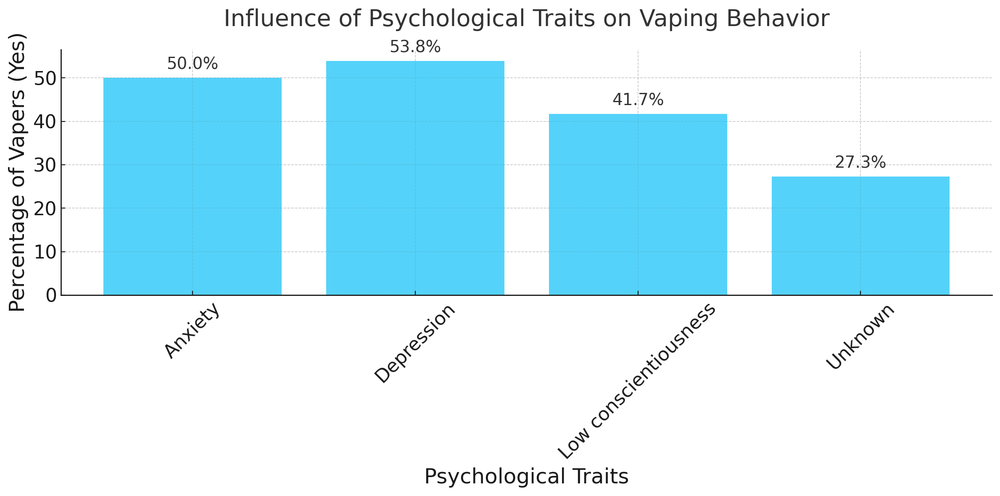 Influence of Psychological Traits on Vaping Behavior
Percentage of Vapers (Yes)
50
40
30
20
10
0
50.0%
53.8%
41.7%
27.3%
Anxiety
Depression
Low conscientiousness
Unknown
Psychological Traits